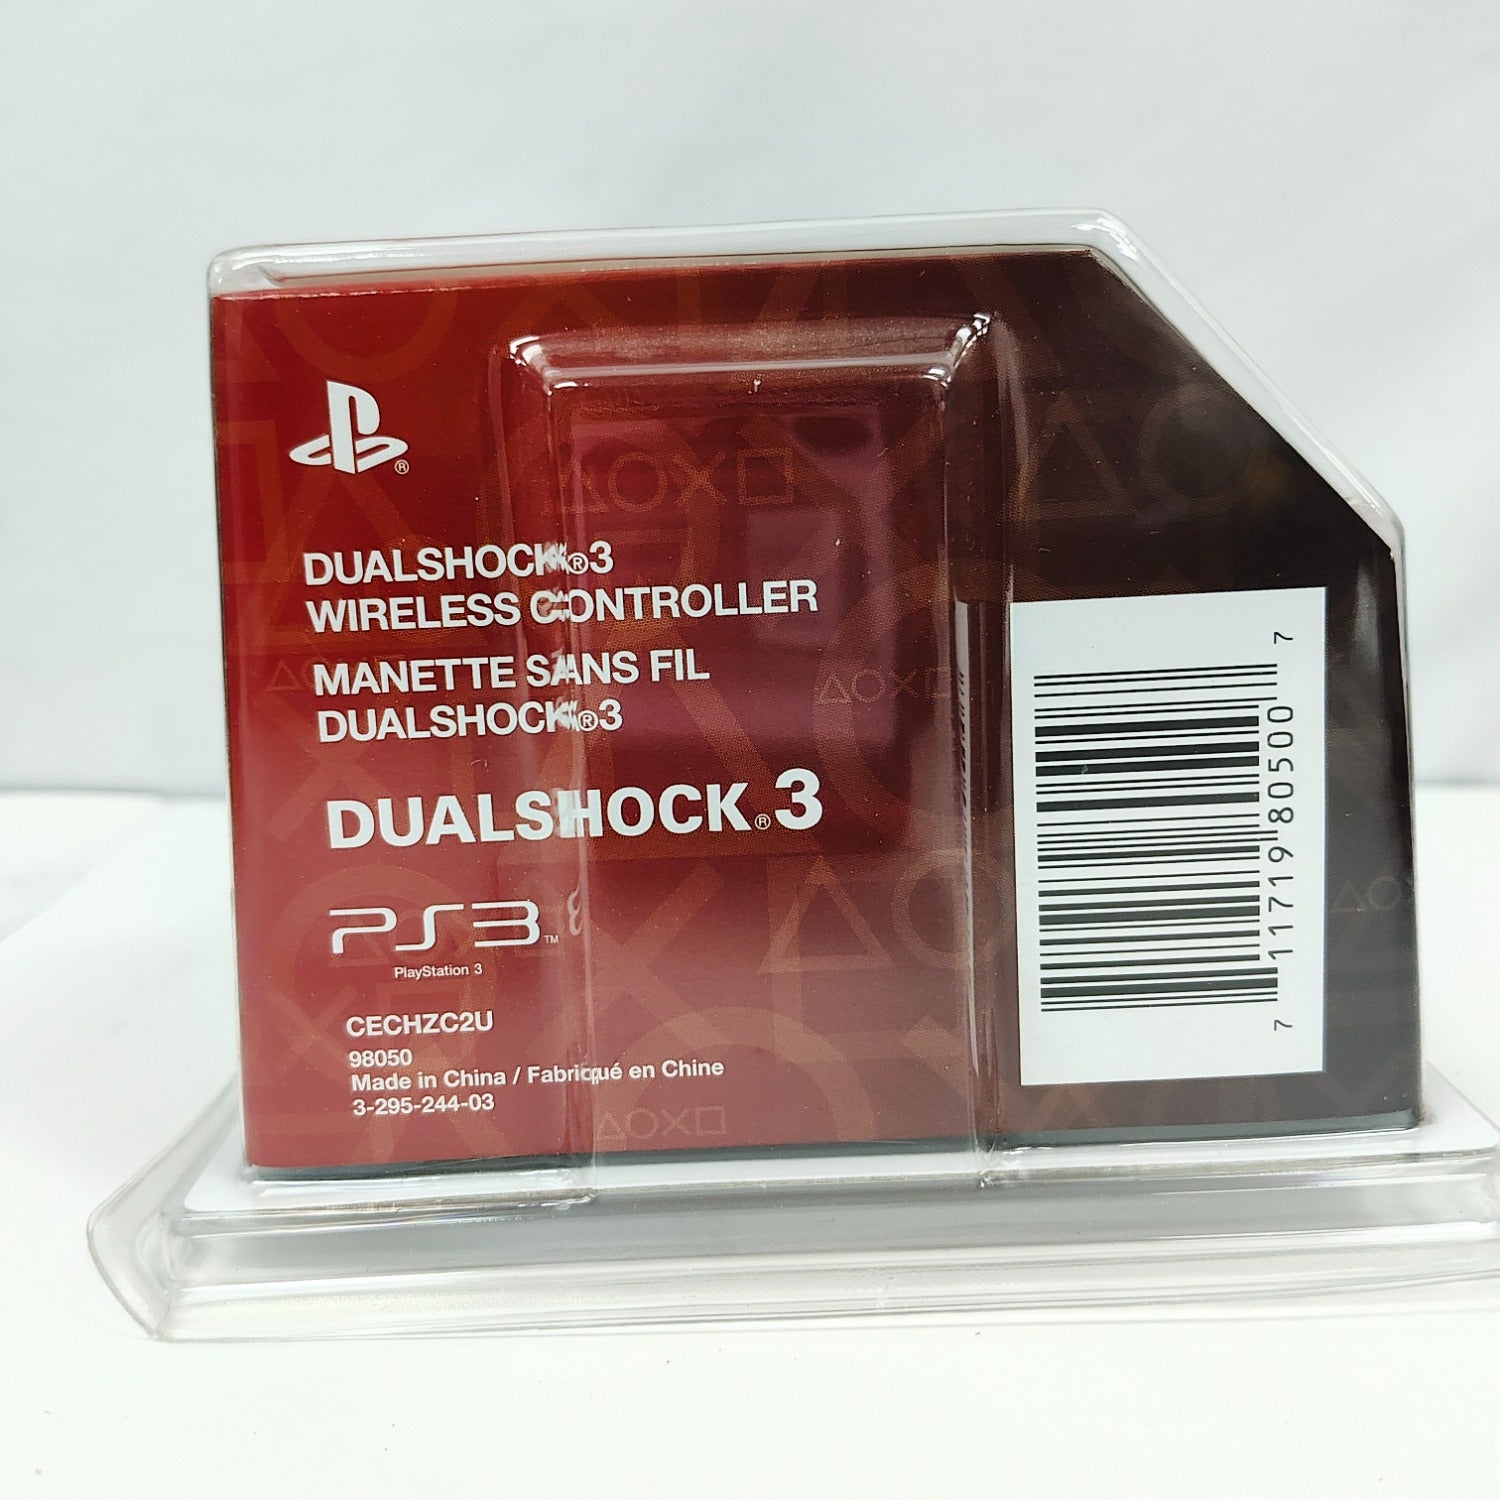 DUALSHOCK®3
WIRELESS CONTROLLER
MANETTE SANS FIL
DUALSHOCK®3
DUALSHOCK®3
PS3™
PlayStation 3
CECHZC2U
98050
Made in China / Fabriqué en Chine
3-295-244-03
7 11719 80500 7